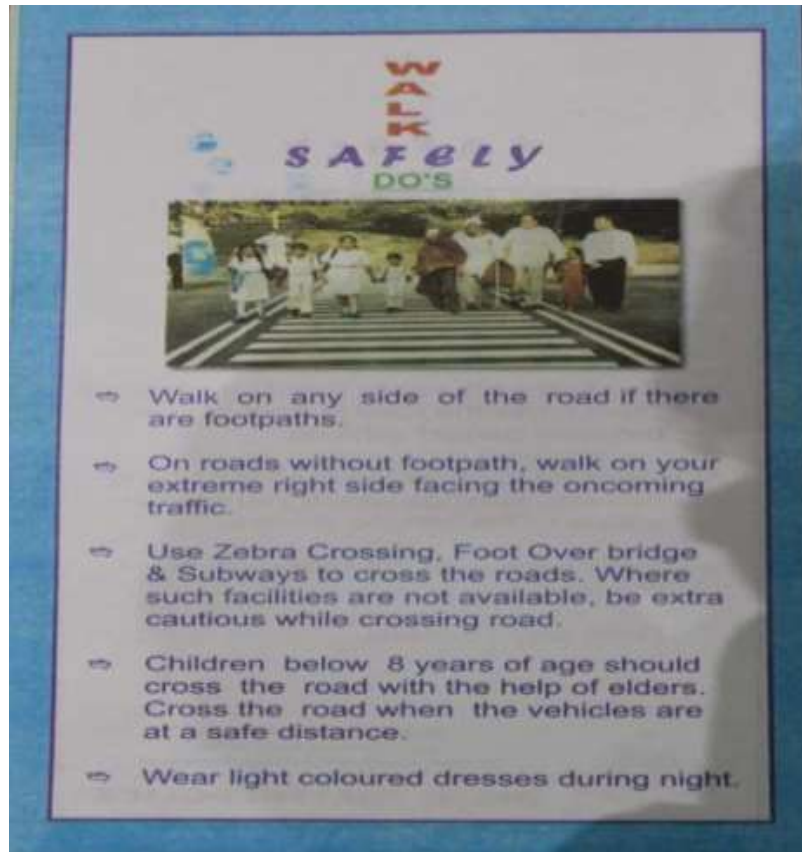 WALK
SAFELY
DO'S
Walk on any side of the road if there
are footpaths.
On roads without footpath, walk on your
extreme right side facing the oncoming
traffic.
Use Zebra Crossing, Foot Over bridge
& Subways to cross the roads. Where
such facilities are not available, be extra
cautious while crossing road.
Children below 8 years of age should
cross the road with the help of elders.
Cross the road when the vehicles are
at a safe distance.
Wear light coloured dresses during night.